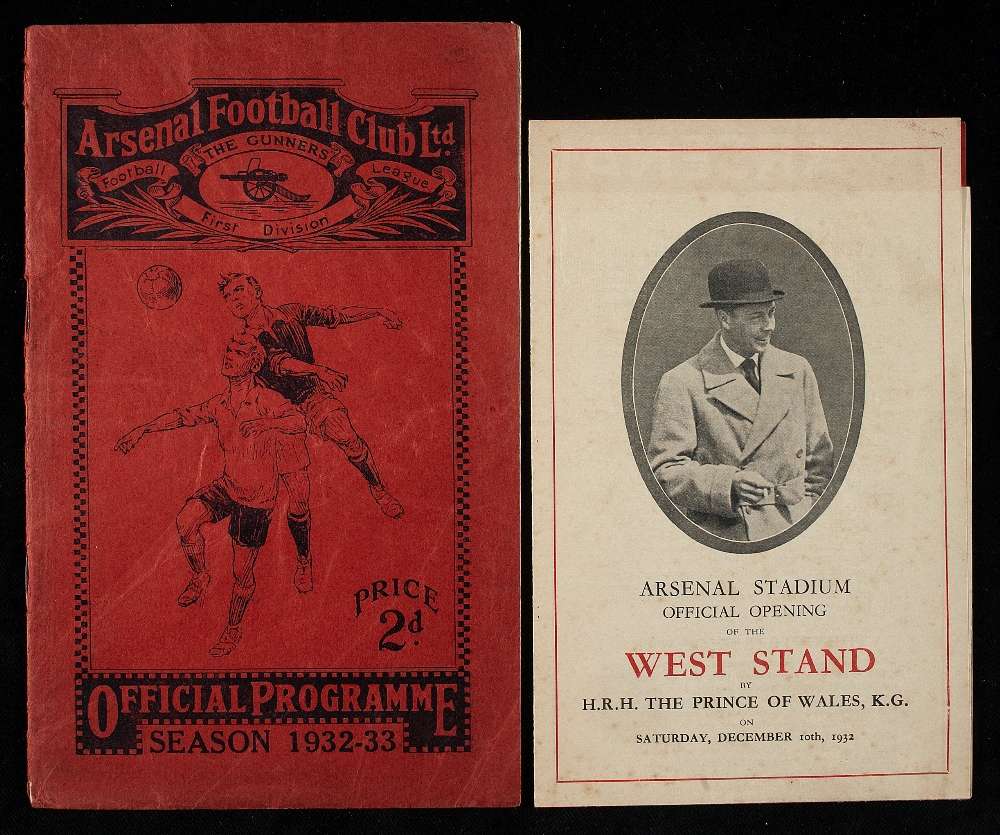 Arsenal Football Club Ltd.
THE GUNNERS
Football League
First Division
PRICE
2d.
OFFICIAL PROGRAMME
SEASON 1932-33
ARSENAL STADIUM
OFFICIAL OPENING
OF THE
WEST STAND
BY
H.R.H. THE PRINCE OF WALES, K.G.
ON
SATURDAY, DECEMBER 10th, 1932